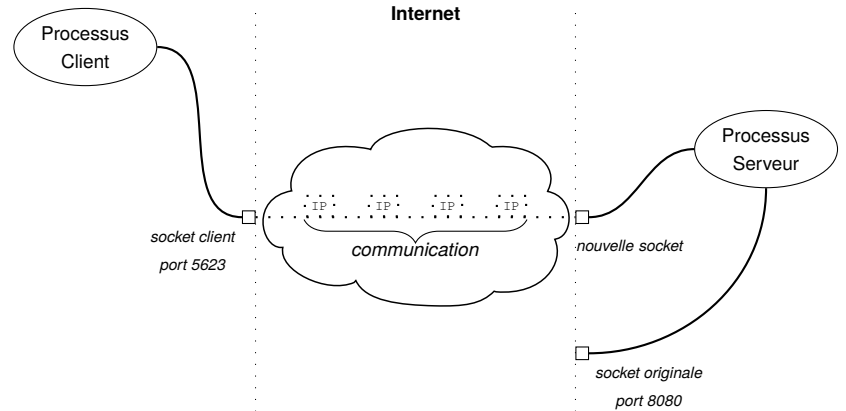 Internet
Processus
Client
Processus
Serveur
IP IP IP IP
socket client
port 5623
communication
nouvelle socket
socket originale
port 8080